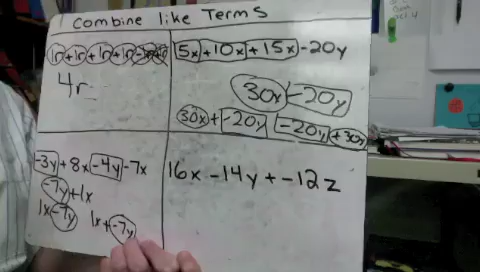 Combine like Terms
1r+1r+1r+1r
4r
5x+10x+15x-20y
30x-20y
30x+-20y -20y+30x
-3y+8x-4y-7x
-7y+1x
1x-7y 1x+-7y
16x-14y+-12z